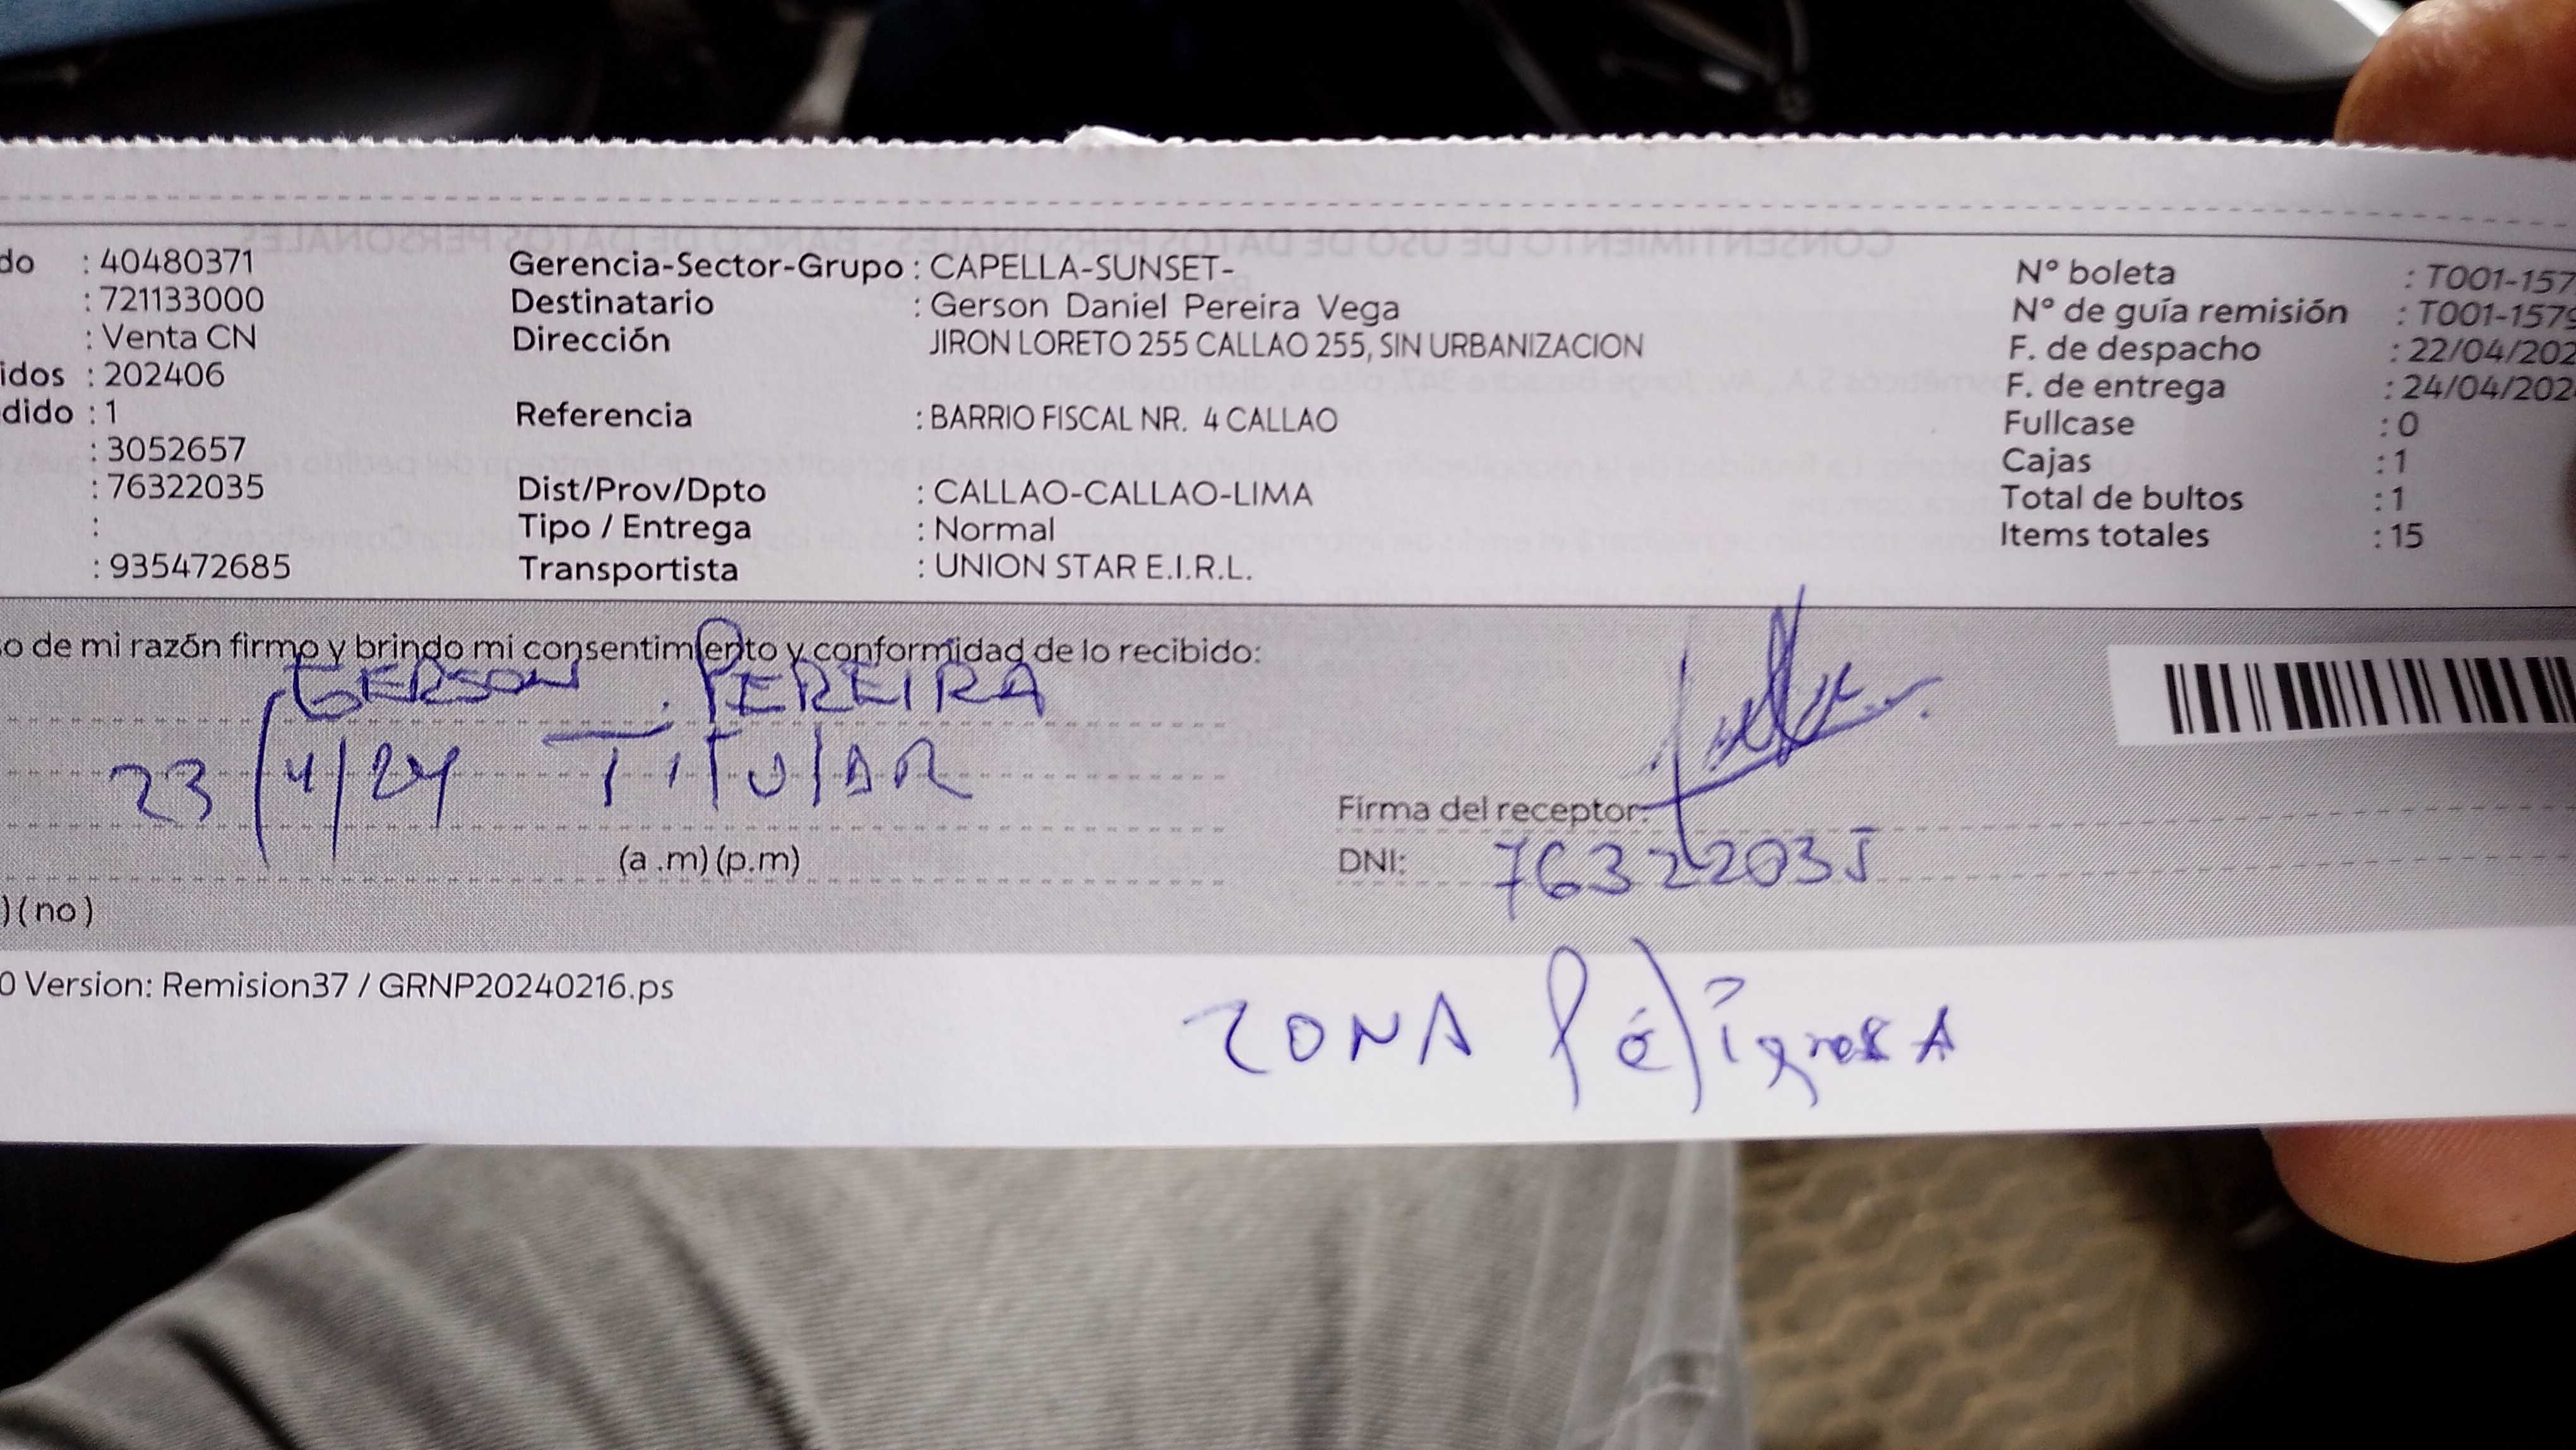 do : 40480371
: 721133000
: Venta CN
idos : 202406
dido : 1
: 3052657
: 76322035
:
: 935472685
Gerencia-Sector-Grupo : CAPELLA-SUNSET-
Destinatario : Gerson Daniel Pereira Vega
Dirección JIRON LORETO 255 CALLAO 255, SIN URBANIZACION
Referencia : BARRIO FISCAL NR. 4 CALLAO
Dist/Prov/Dpto : CALLAO-CALLAO-LIMA
Tipo / Entrega : Normal
Transportista : UNION STAR E.I.R.L.
N° boleta : T001-157
N° de guía remisión : T001-1579
F. de despacho : 22/04/202
F. de entrega : 24/04/202
Fullcase : 0
Cajas : 1
Total de bultos : 1
Items totales : 15
o de mi razón firmo y brindo mi consentimiento y conformidad de lo recibido:
GERSON PEREIRA
23/4/24 TITULAR
(a .m) (p.m)
) (no)
Firma del receptor:
DNI: 76322035
0 Version: Remision37 / GRNP20240216.ps
ZONA PéligrosA